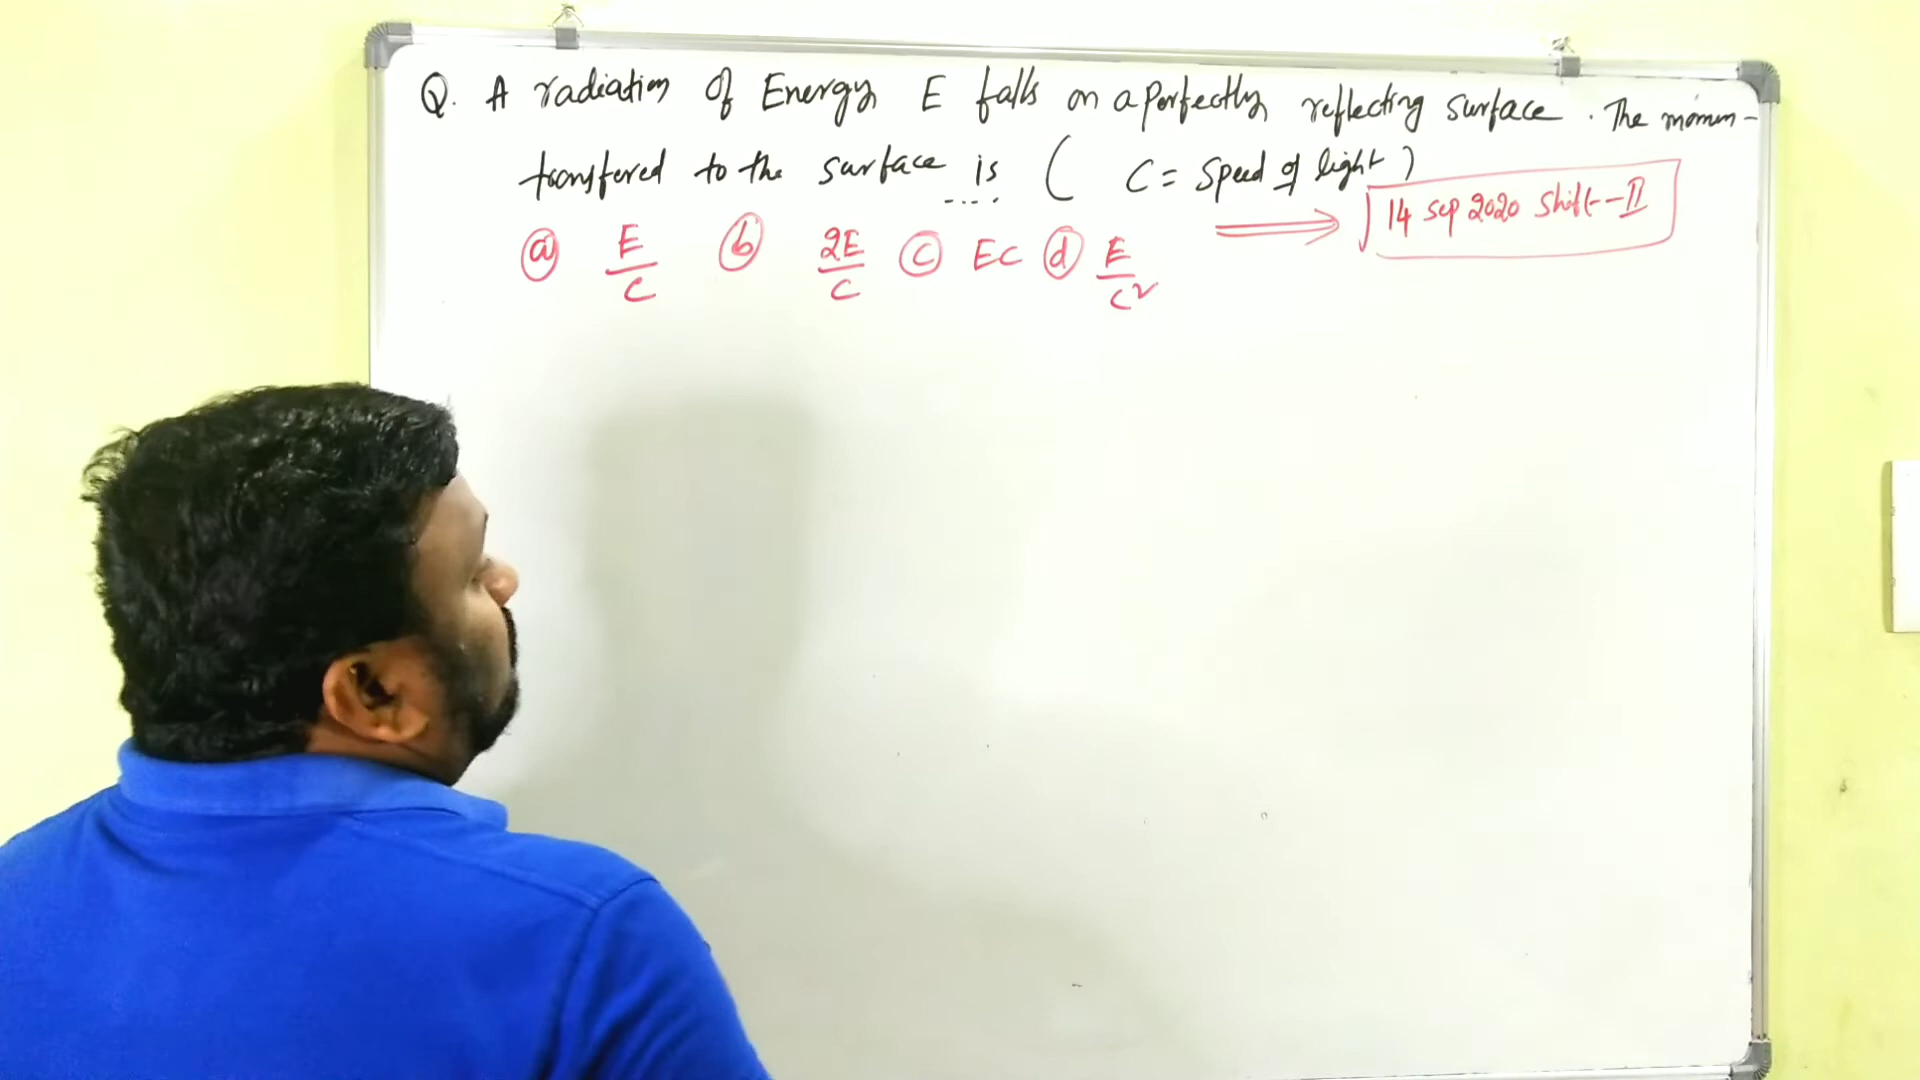 Q. A radiation of Energy E falls on a perfectly reflecting surface. The momen-
transfered to the surface is .... ( C = Speed of light )
14 Sep 2020 Shift-II
(a) E/C (b) 2E/C (c) EC (d) E/C²